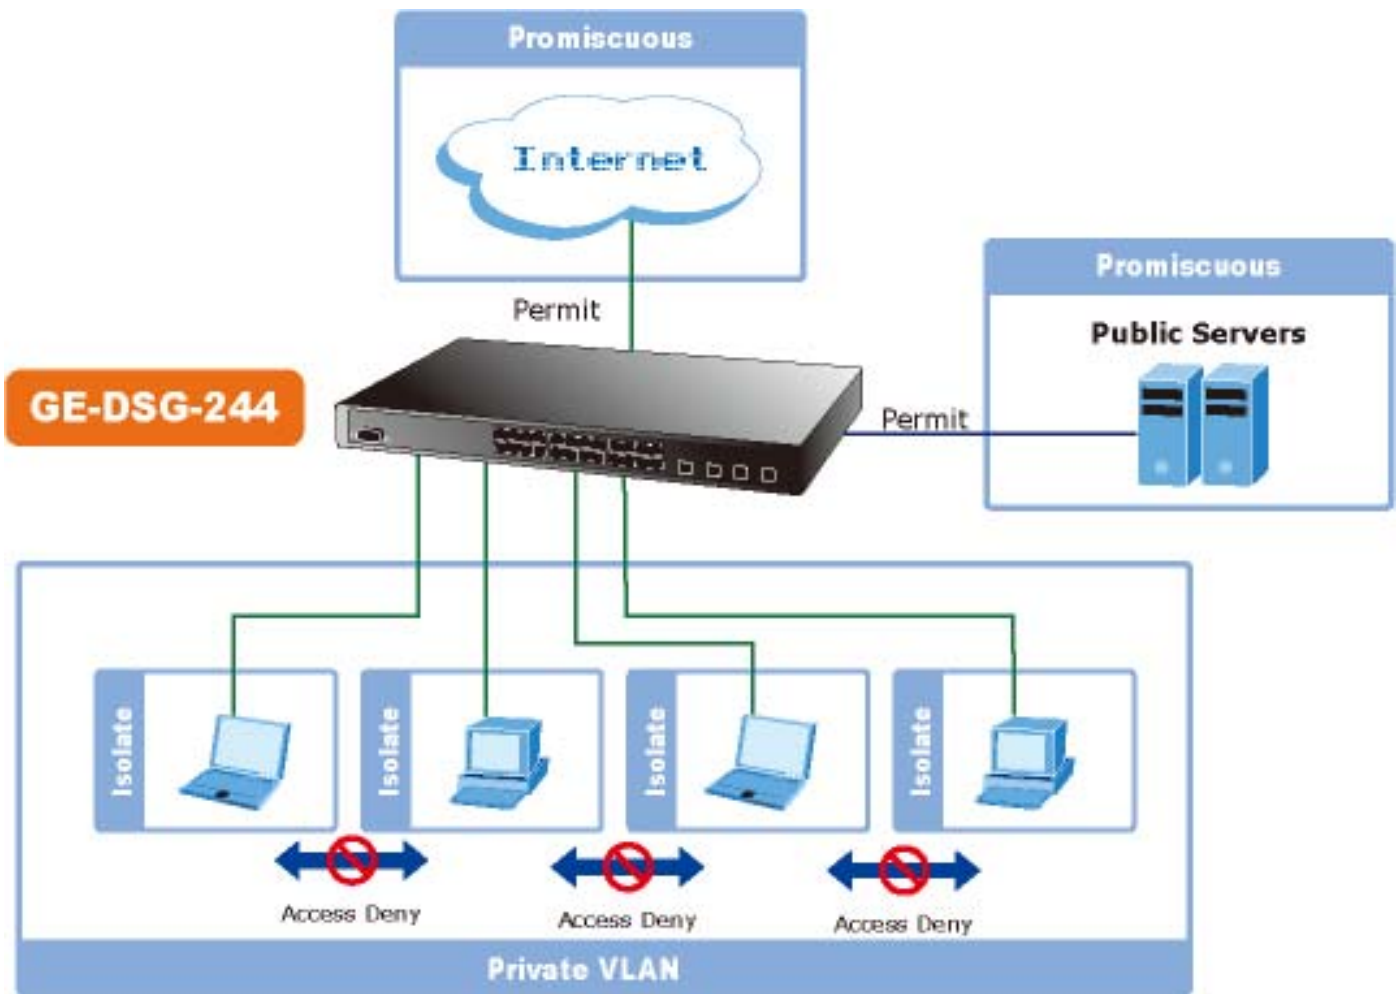 Promiscuous
Internet
Permit
Promiscuous
Public Servers
GE-DSG-244
Permit
Isolate
Isolate
Isolate
Isolate
Access Deny
Access Deny
Access Deny
Private VLAN